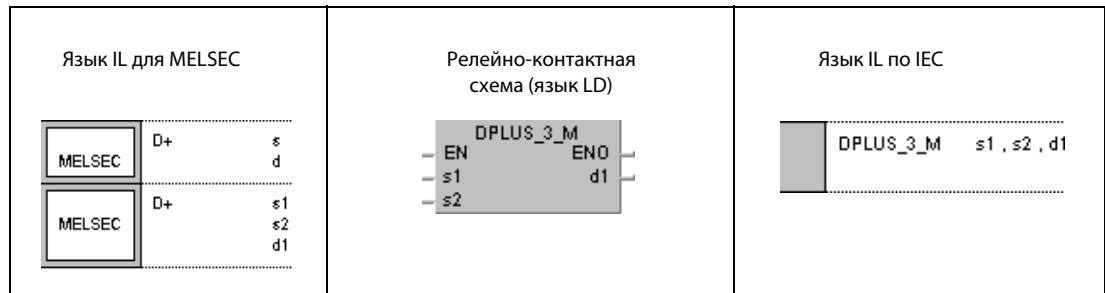 Язык IL для MELSEC
MELSEC D+ s
d
MELSEC D+ s1
s2
d1
Релейно-контактная
схема (язык LD)
DPLUS_3_M
EN ENO
s1 d1
s2
Язык IL по IEC
DPLUS_3_M s1 , s2 , d1